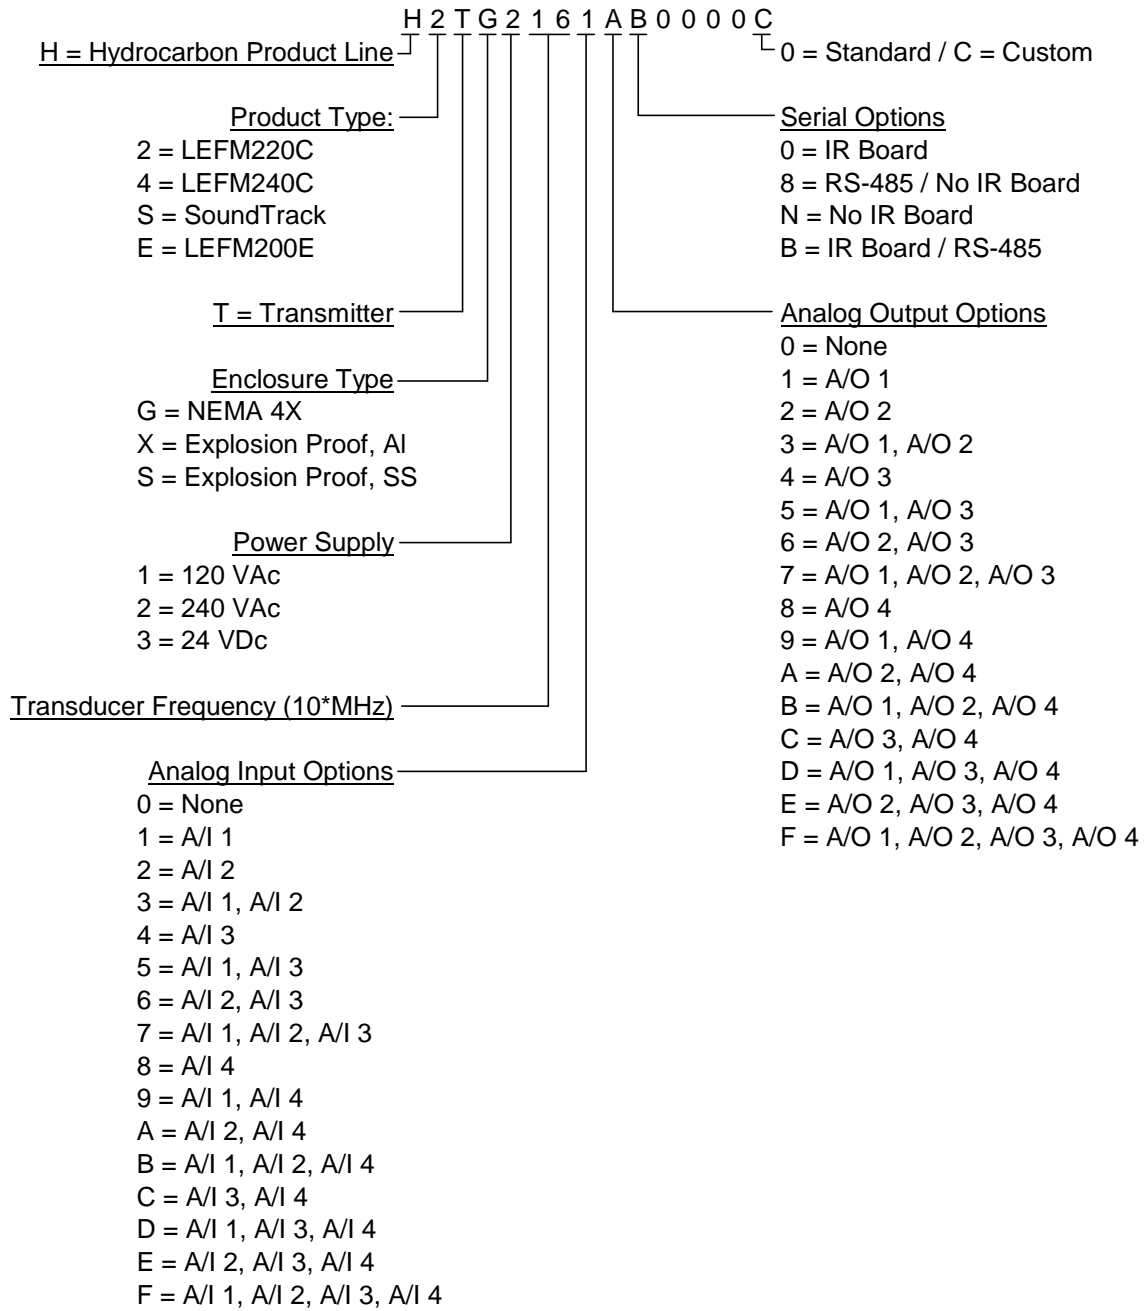 H 2 T G 2 1 6 1 A B 0 0 0 0 C
H = Hydrocarbon Product Line
0 = Standard / C = Custom
Product Type:
2 = LEFM220C
4 = LEFM240C
S = SoundTrack
E = LEFM200E
T = Transmitter
Enclosure Type
G = NEMA 4X
X = Explosion Proof, Al
S = Explosion Proof, SS
Power Supply
1 = 120 VAc
2 = 240 VAc
3 = 24 VDc
Transducer Frequency (10*MHz)
Analog Input Options
0 = None
1 = A/I 1
2 = A/I 2
3 = A/I 1, A/I 2
4 = A/I 3
5 = A/I 1, A/I 3
6 = A/I 2, A/I 3
7 = A/I 1, A/I 2, A/I 3
8 = A/I 4
9 = A/I 1, A/I 4
A = A/I 2, A/I 4
B = A/I 1, A/I 2, A/I 4
C = A/I 3, A/I 4
D = A/I 1, A/I 3, A/I 4
E = A/I 2, A/I 3, A/I 4
F = A/I 1, A/I 2, A/I 3, A/I 4
Serial Options
0 = IR Board
8 = RS-485 / No IR Board
N = No IR Board
B = IR Board / RS-485
Analog Output Options
0 = None
1 = A/O 1
2 = A/O 2
3 = A/O 1, A/O 2
4 = A/O 3
5 = A/O 1, A/O 3
6 = A/O 2, A/O 3
7 = A/O 1, A/O 2, A/O 3
8 = A/O 4
9 = A/O 1, A/O 4
A = A/O 2, A/O 4
B = A/O 1, A/O 2, A/O 4
C = A/O 3, A/O 4
D = A/O 1, A/O 3, A/O 4
E = A/O 2, A/O 3, A/O 4
F = A/O 1, A/O 2, A/O 3, A/O 4